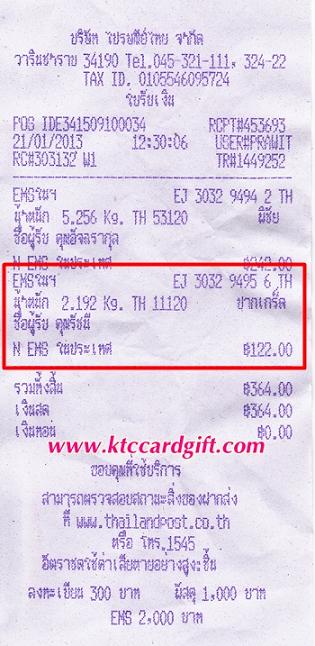 บริษัท ไปรษณีย์ไทย จำกัด
วารินชำราบ 34190 Tel.045-321-111, 324-22
TAX ID. 0105546095724
ใบรับเงิน
POS IDE341509100034 RCPT#453693
21/01/2013 12:30:06 USER#PRAWIT
RC#303132 W1 TR#1449252
EMSในฯ EJ 3032 9494 2 TH
น้ำหนัก 5.256 Kg. TH 53120 พิชัย
ชื่อผู้รับ คุณอัจฉรากุล
N EMS ในประเทศ ฿242.00
EMSในฯ EJ 3032 9495 6 TH
น้ำหนัก 2.192 Kg. TH 11120 ปากเกร็ด
ชื่อผู้รับ คุณรัชนี
N EMS ในประเทศ ฿122.00
รวมทั้งสิ้น ฿364.00
เงินสด ฿364.00
เงินทอน ฿0.00
www.ktccardgift.com
ขอบคุณที่ใช้บริการ
สามารถตรวจสอบสถานะสิ่งของฝากส่ง
ที่ www.thailandpost.co.th
หรือ โทร.1545
อัตราชดใช้ค่าเสียหายอย่างสูง:ชิ้น
ลงทะเบียน 300 บาท พัสดุ 1,000 บาท
EMS 2,000 บาท